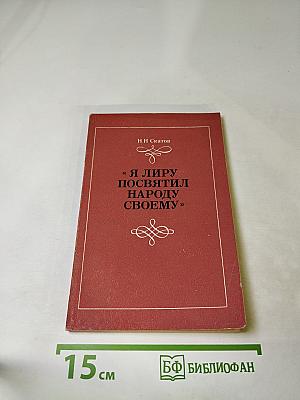 Н. Н. Скатов
« Я ЛИРУ
ПОСВЯТИЛ
НАРОДУ
СВОЕМУ »
15 см
БФ БИБЛИОФАН